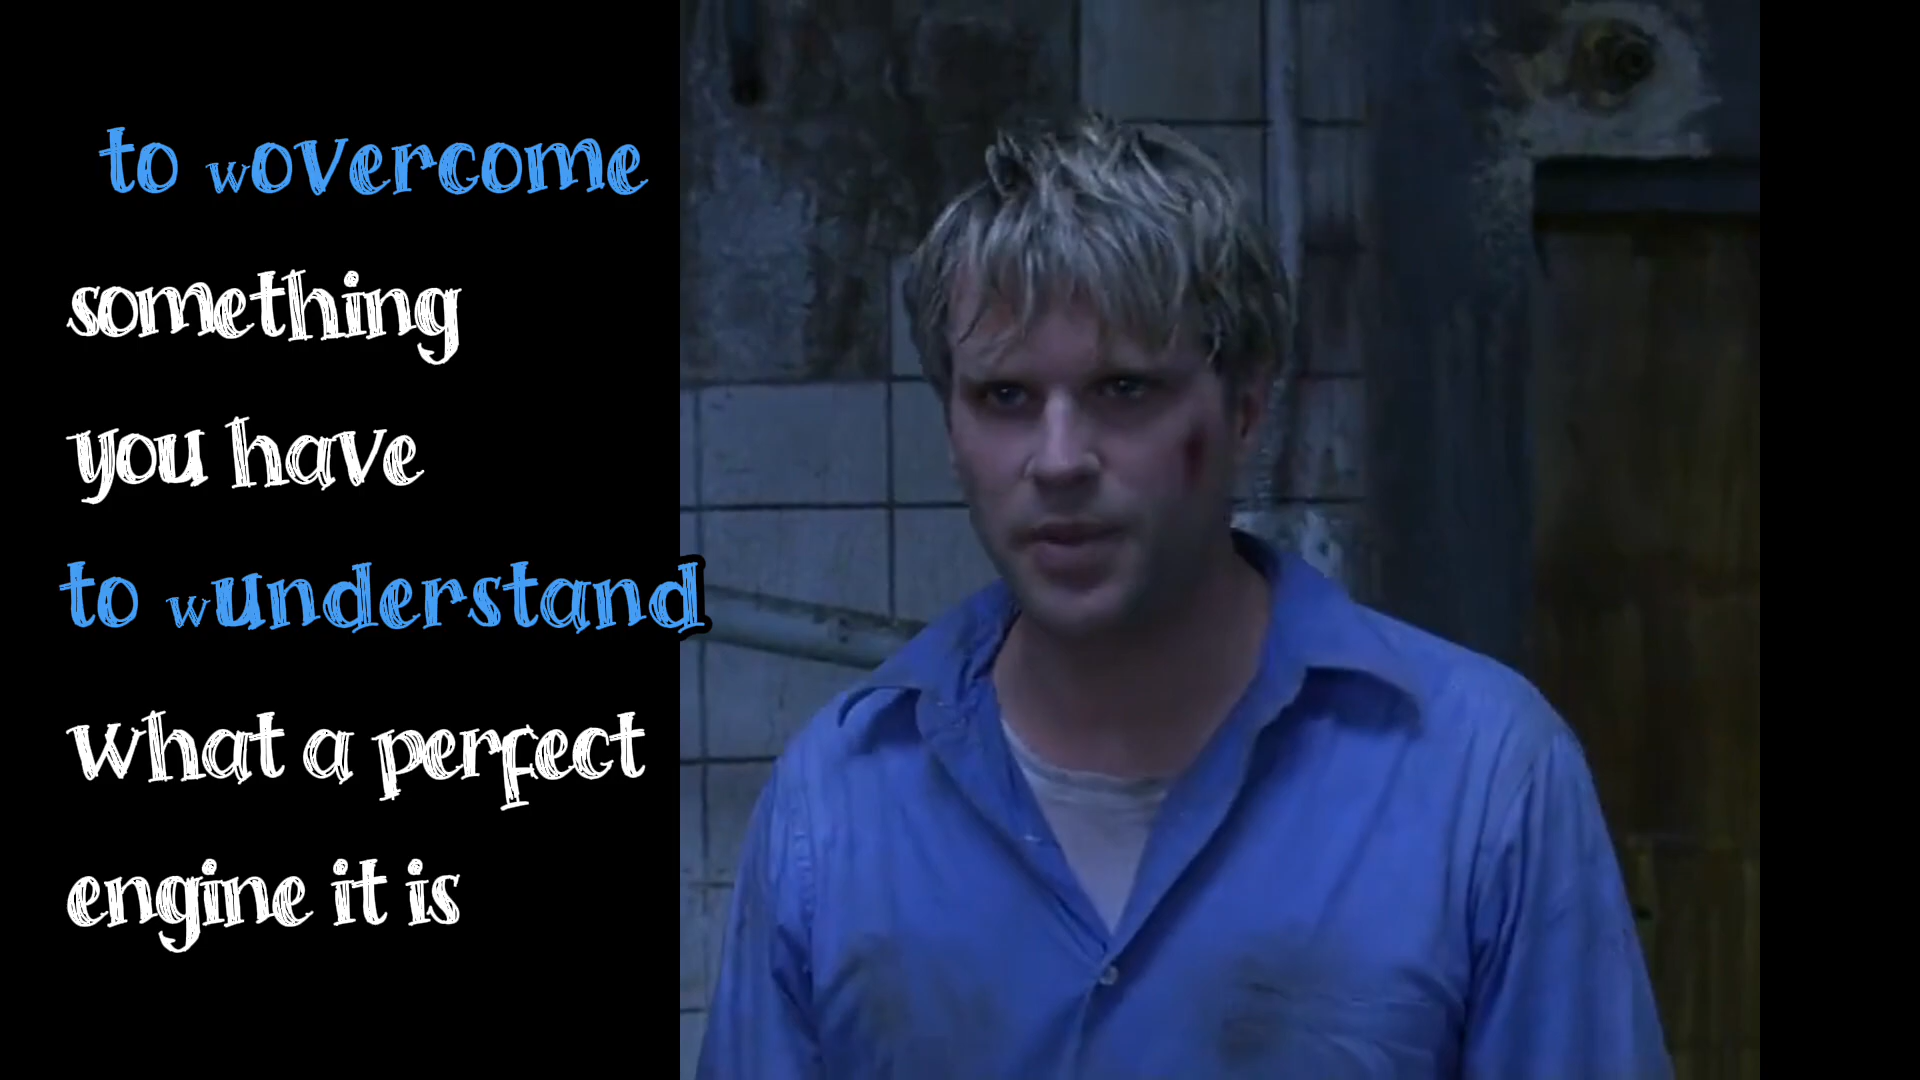 to wovercome
something
you have
to wunderstand
what a perfect
engine it is